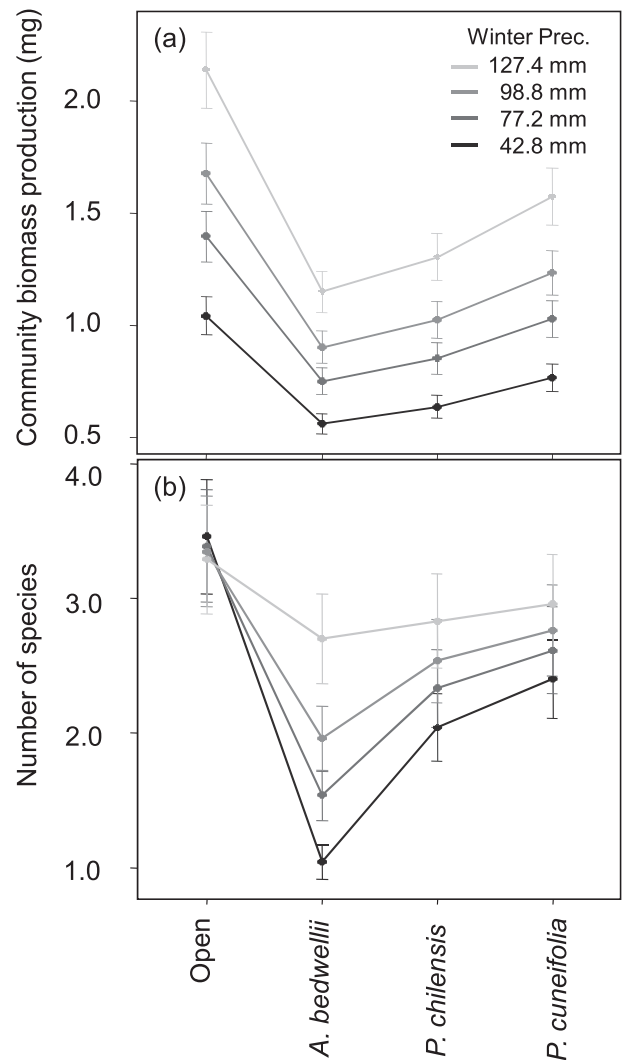 (a)
Winter Prec.
127.4 mm
98.8 mm
77.2 mm
42.8 mm
Community biomass production (mg)
2.0
1.5
1.0
0.5
(b)
Number of species
4.0
3.0
2.0
1.0
Open
A. bedwellii
P. chilensis
P. cuneifolia